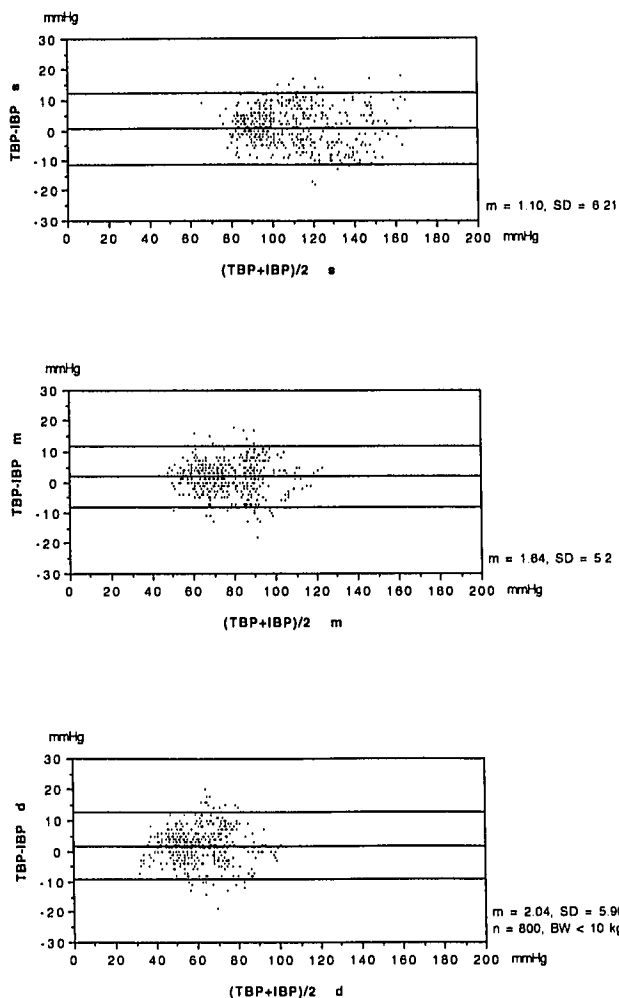 mmHg
30
20
10
0
-10
-20
-30
TBP-IBP s
0 20 40 60 80 100 120 140 160 180 200
mmHg
(TBP+IBP)/2 s
m = 1.10, SD = 6 21
mmHg
30
20
10
0
-10
-20
-30
TBP-IBP m
0 20 40 60 80 100 120 140 160 180 200 mmHg
(TBP+IBP)/2 m
m = 1.64, SD = 5 2
mmHg
30
20
10
0
-10
-20
-30
TBP-IBP d
0 20 40 60 80 100 120 140 160 180 200 mmHg
(TBP+IBP)/2 d
m = 2.04, SD = 5.9
n = 800, BW < 10 kg